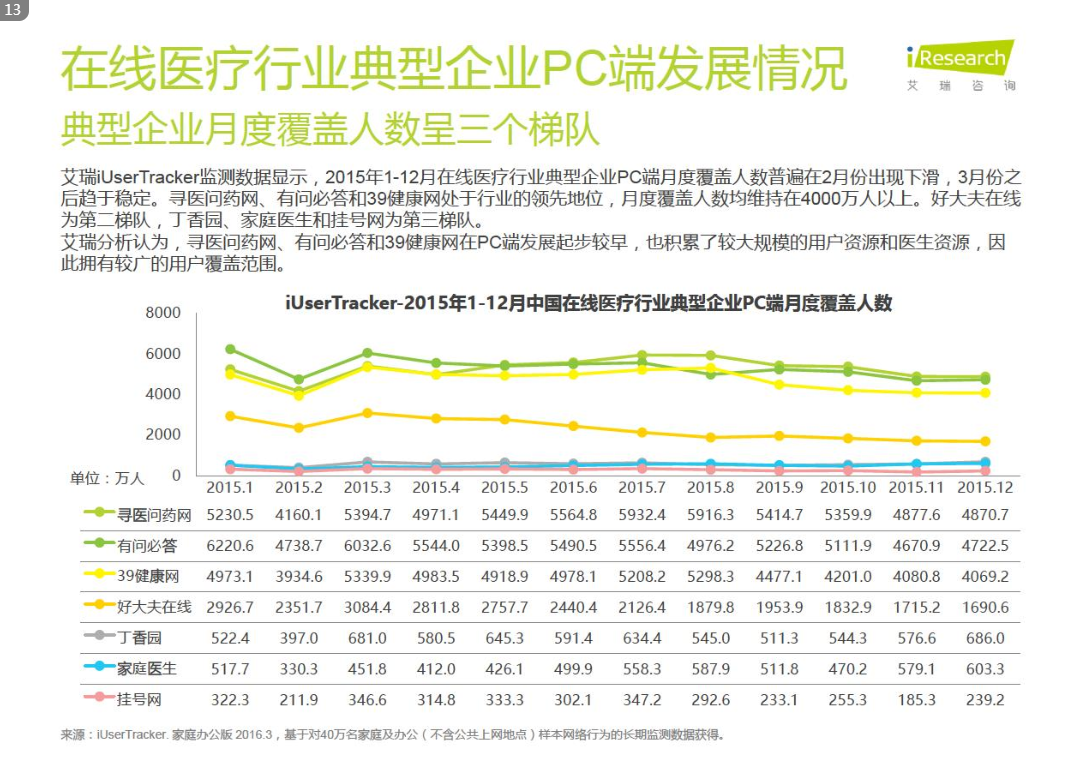 13
在线医疗行业典型企业PC端发展情况
iResearch
艾 瑞 咨 询
典型企业月度覆盖人数呈三个梯队
艾瑞iUserTracker监测数据显示，2015年1-12月在线医疗行业典型企业PC端月度覆盖人数普遍在2月份出现下滑，3月份之
后趋于稳定。寻医问药网、有问必答和39健康网处于行业的领先地位，月度覆盖人数均维持在4000万人以上。好大夫在线
为第二梯队，丁香园、家庭医生和挂号网为第三梯队。
艾瑞分析认为，寻医问药网、有问必答和39健康网在PC端发展起步较早，也积累了较大规模的用户资源和医生资源，因
此拥有较广的用户覆盖范围。
iUserTracker-2015年1-12月中国在线医疗行业典型企业PC端月度覆盖人数
8000
6000
4000
2000
0
单位：万人
2015.1 2015.2 2015.3 2015.4 2015.5 2015.6 2015.7 2015.8 2015.9 2015.10 2015.11 2015.12
寻医问药网 5230.5 4160.1 5394.7 4971.1 5449.9 5564.8 5932.4 5916.3 5414.7 5359.9 4877.6 4870.7
有问必答 6220.6 4738.7 6032.6 5544.0 5398.5 5490.5 5556.4 4976.2 5226.8 5111.9 4670.9 4722.5
39健康网 4973.1 3934.6 5339.9 4983.5 4918.9 4978.1 5208.2 5298.3 4477.1 4201.0 4080.8 4069.2
好大夫在线 2926.7 2351.7 3084.4 2811.8 2757.7 2440.4 2126.4 1879.8 1953.9 1832.9 1715.2 1690.6
丁香园 522.4 397.0 681.0 580.5 645.3 591.4 634.4 545.0 511.3 544.3 576.6 686.0
家庭医生 517.7 330.3 451.8 412.0 426.1 499.9 558.3 587.9 511.8 470.2 579.1 603.3
挂号网 322.3 211.9 346.6 314.8 333.3 302.1 347.2 292.6 233.1 255.3 185.3 239.2
来源：iUserTracker. 家庭办公版 2016.3，基于对40万名家庭及办公（不含公共上网地点）样本网络行为的长期监测数据获得。